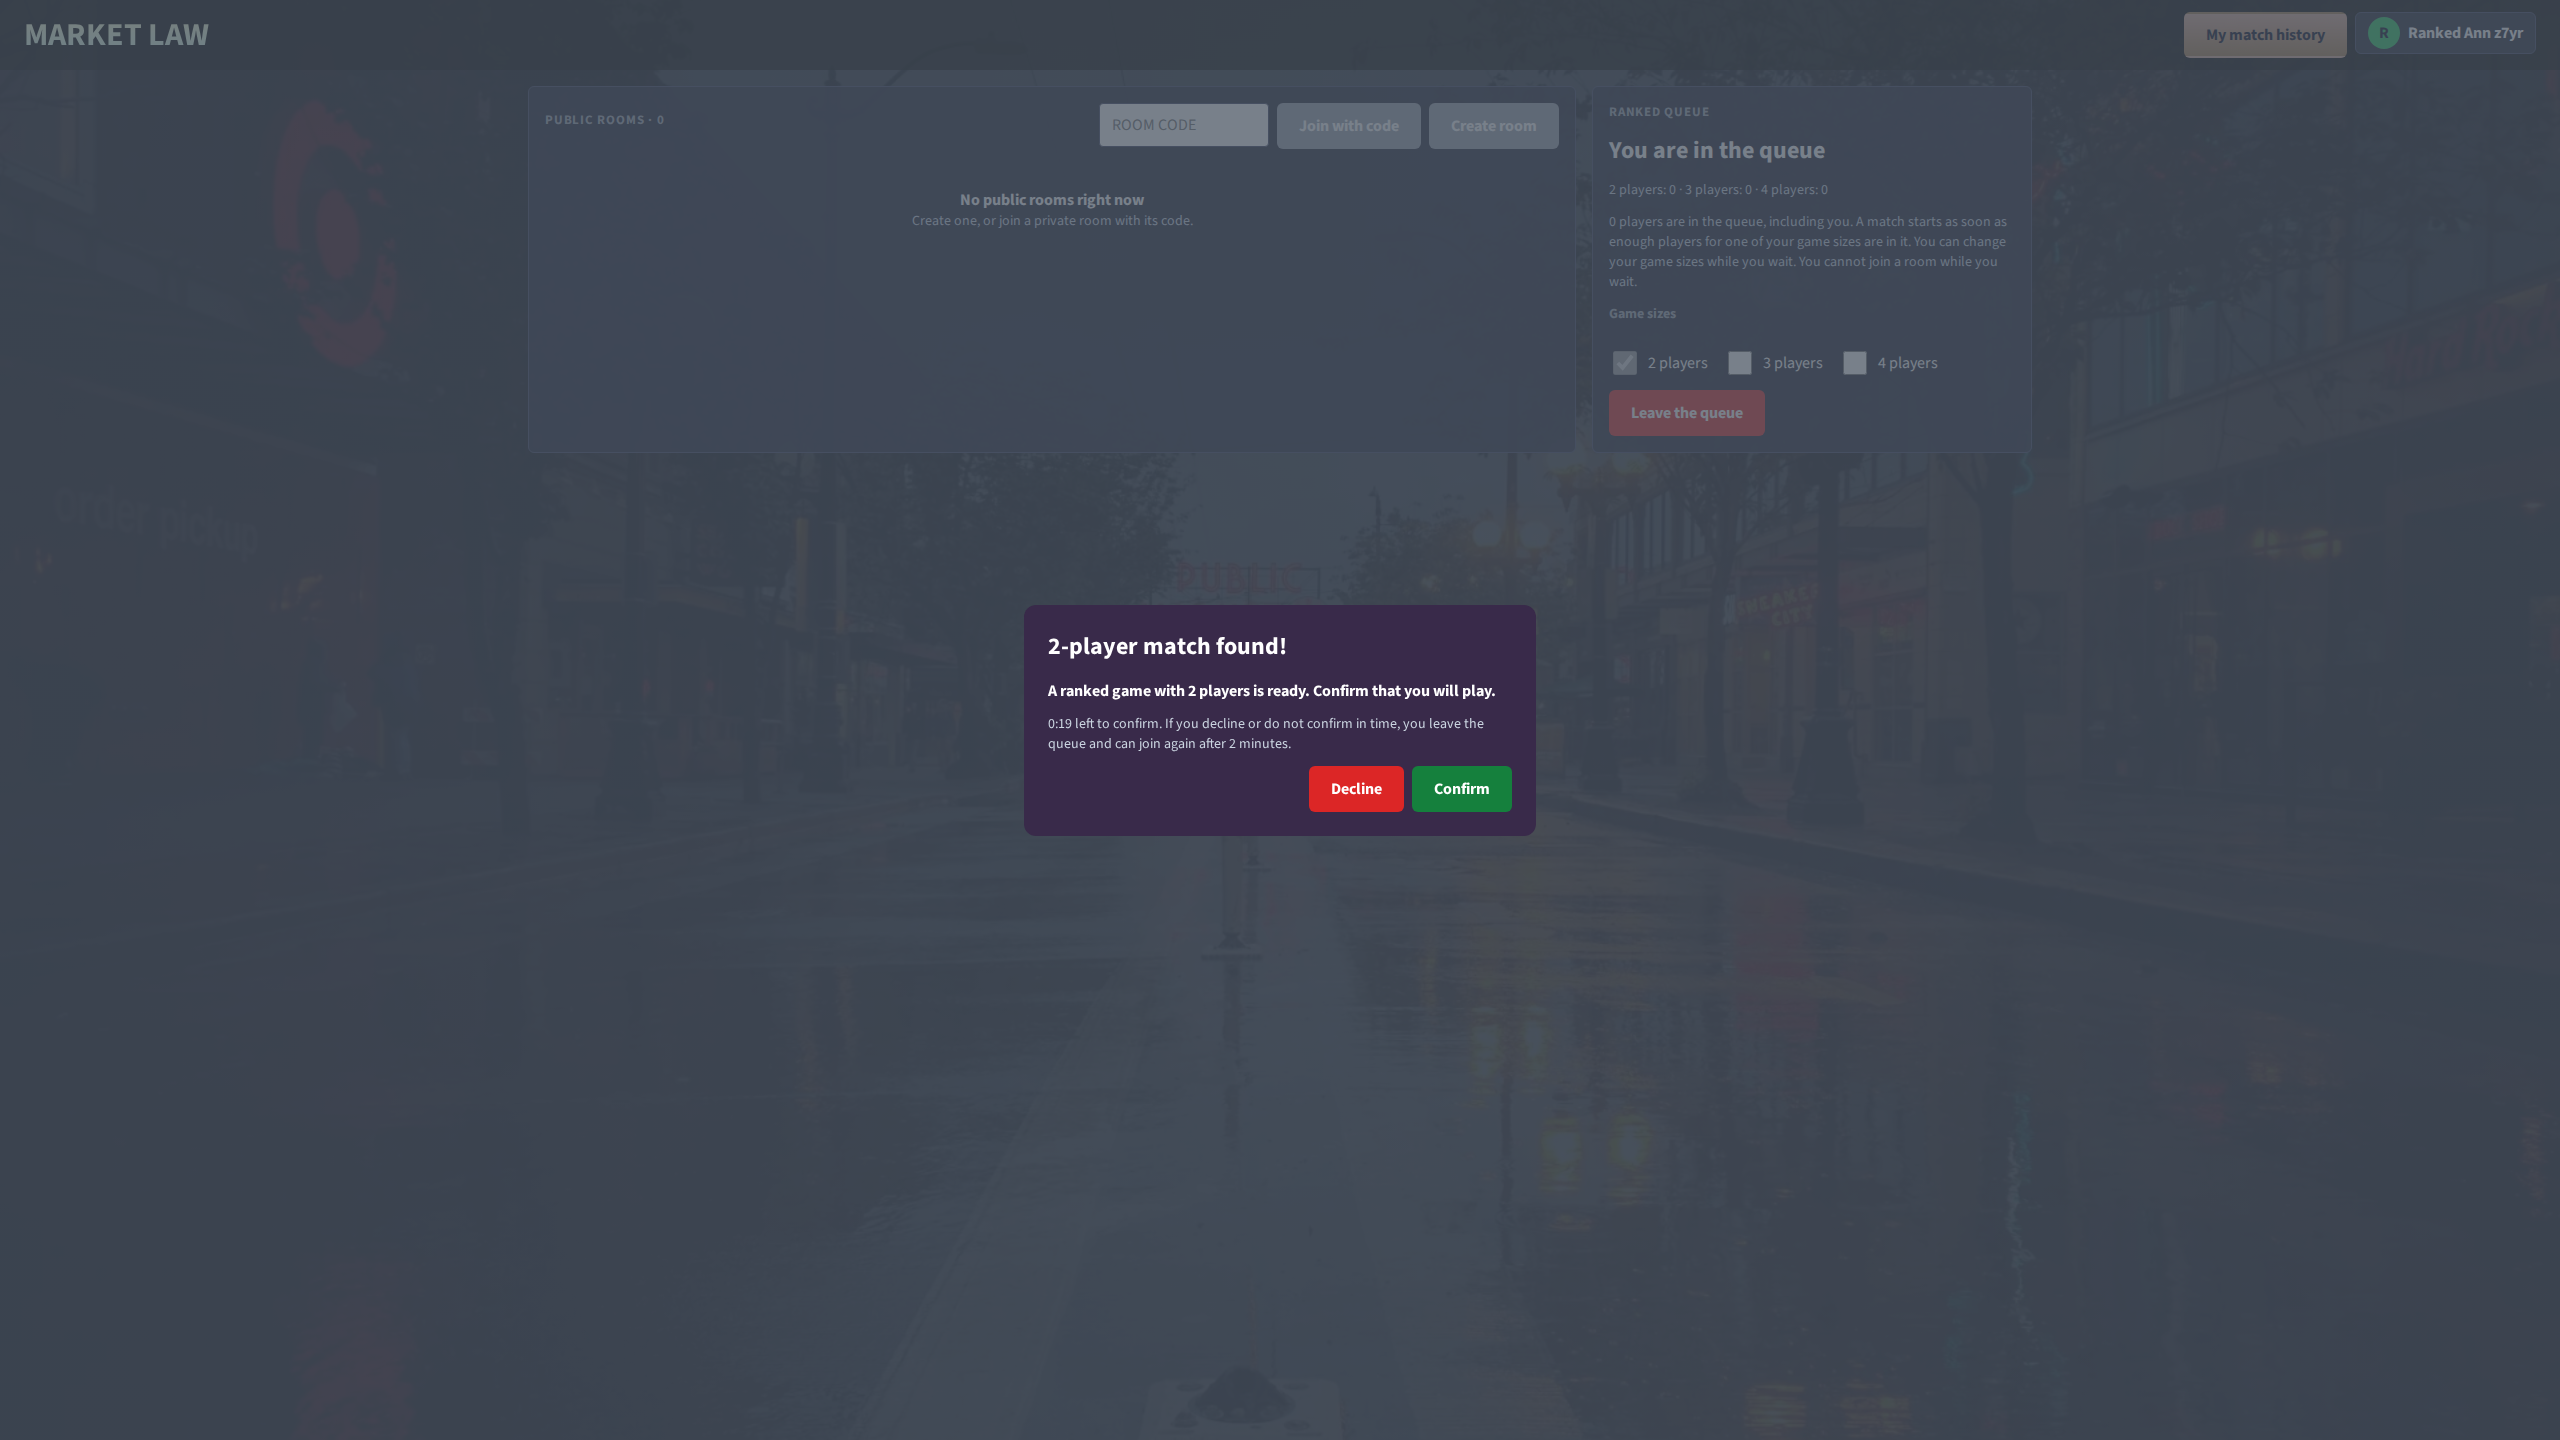 MARKET LAW
My match history
R
Ranked Ann z7yr
PUBLIC ROOMS · 0
ROOM CODE
Join with code
Create room
No public rooms right now
Create one, or join a private room with its code.
RANKED QUEUE
You are in the queue
2 players: 0 · 3 players: 0 · 4 players: 0
0 players are in the queue, including you. A match starts as soon as
enough players for one of your game sizes are in it. You can change
your game sizes while you wait. You cannot join a room while you
wait.
Game sizes
2 players
3 players
4 players
Leave the queue
order pickup
PUBLIC
SNEAKER
CITY
2-player match found!
A ranked game with 2 players is ready. Confirm that you will play.
0:19 left to confirm. If you decline or do not confirm in time, you leave the
queue and can join again after 2 minutes.
Decline
Confirm